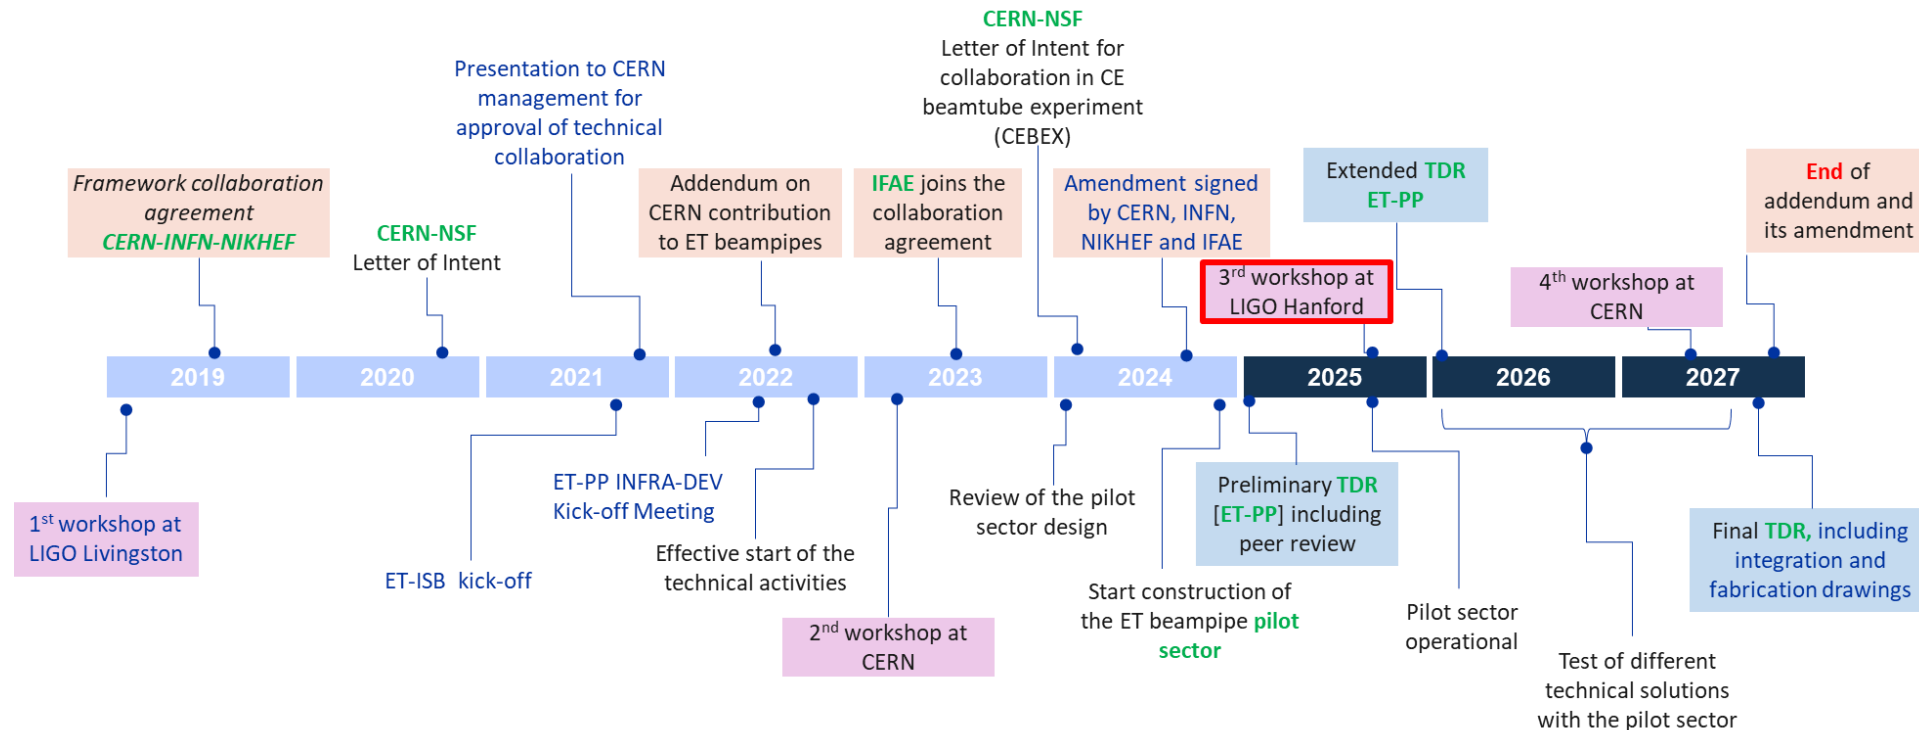 CERN-NSF
Letter of Intent for
collaboration in CE
beamtube experiment
(CEBEX)
Presentation to CERN
management for
approval of technical
collaboration
Framework collaboration
agreement
CERN-INFN-NIKHEF
CERN-NSF
Letter of Intent
Addendum on
CERN contribution
to ET beampipes
IFAE joins the
collaboration
agreement
Amendment signed
by CERN, INFN,
NIKHEF and IFAE
3rd workshop at
LIGO Hanford
Extended TDR
ET-PP
4th workshop at
CERN
End of
addendum and
its amendment
2019
2020
2021
2022
2023
2024
2025
2026
2027
1st workshop at
LIGO Livingston
ET-ISB kick-off
ET-PP INFRA-DEV
Kick-off Meeting
Effective start of the
technical activities
2nd workshop at
CERN
Review of the pilot
sector design
Start construction of
the ET beampipe pilot
sector
Preliminary TDR
[ET-PP] including
peer review
Pilot sector
operational
Test of different
technical solutions
with the pilot sector
Final TDR, including
integration and
fabrication drawings